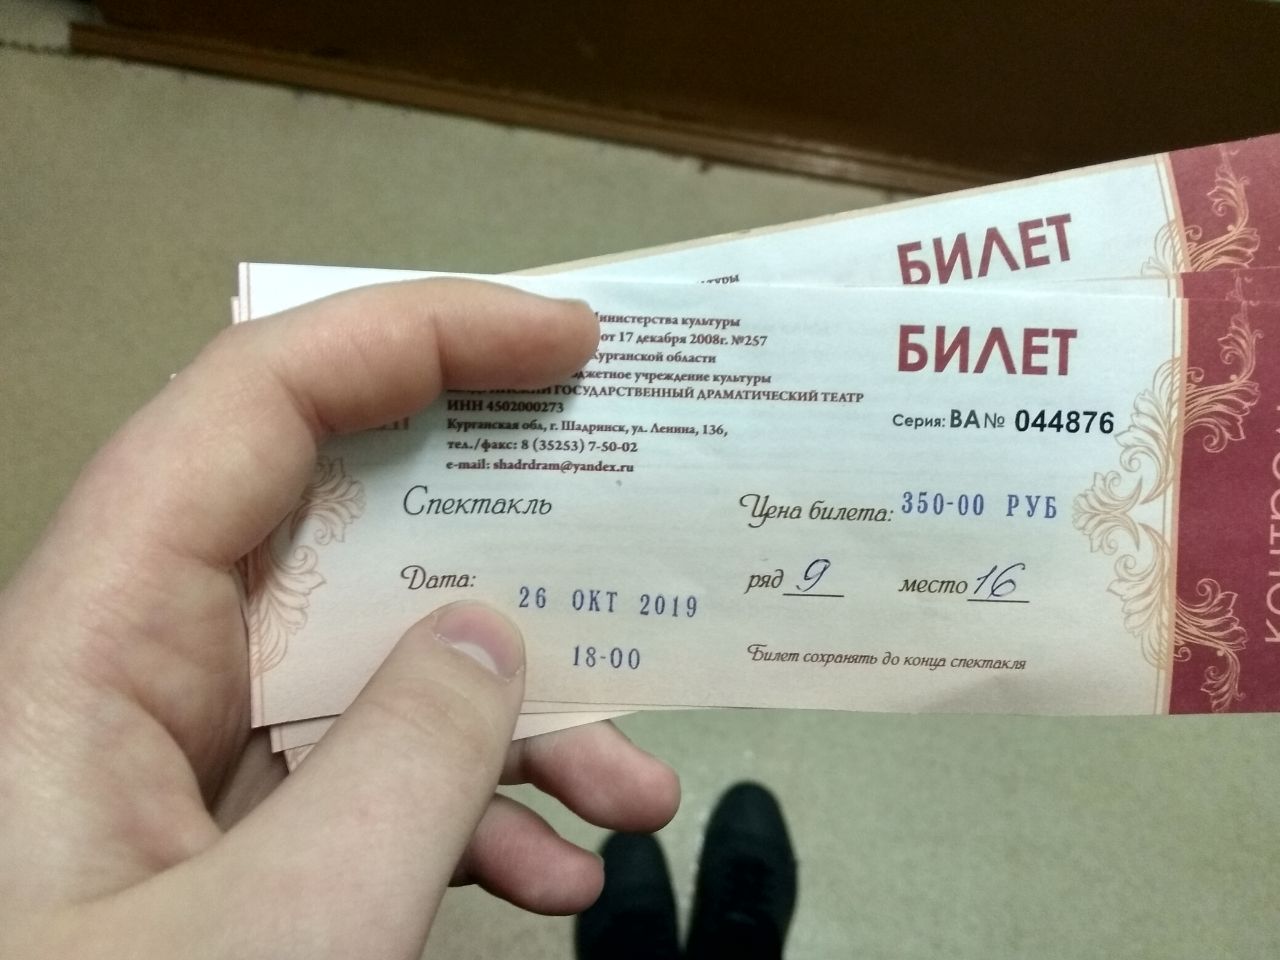 БИЛЕТ
БИЛЕТ
Министерства культуры
от 17 декабря 2008г. №257
Курганской области
учреждение культуры
ГОСУДАРСТВЕННЫЙ ДРАМАТИЧЕСКИЙ ТЕАТР
ИНН 4502000273
Курганская обл, г. Шадринск, ул. Ленина, 136,
тел./факс: 8 (35253) 7-50-02
e-mail: shadrdram@yandex.ru
Серия: ВА № 044876
Спектакль
Цена билета: 350-00 РУБ
Дата: 26 ОКТ 2019
18-00
ряд 9 место 16
Билет сохранять до конца спектакля